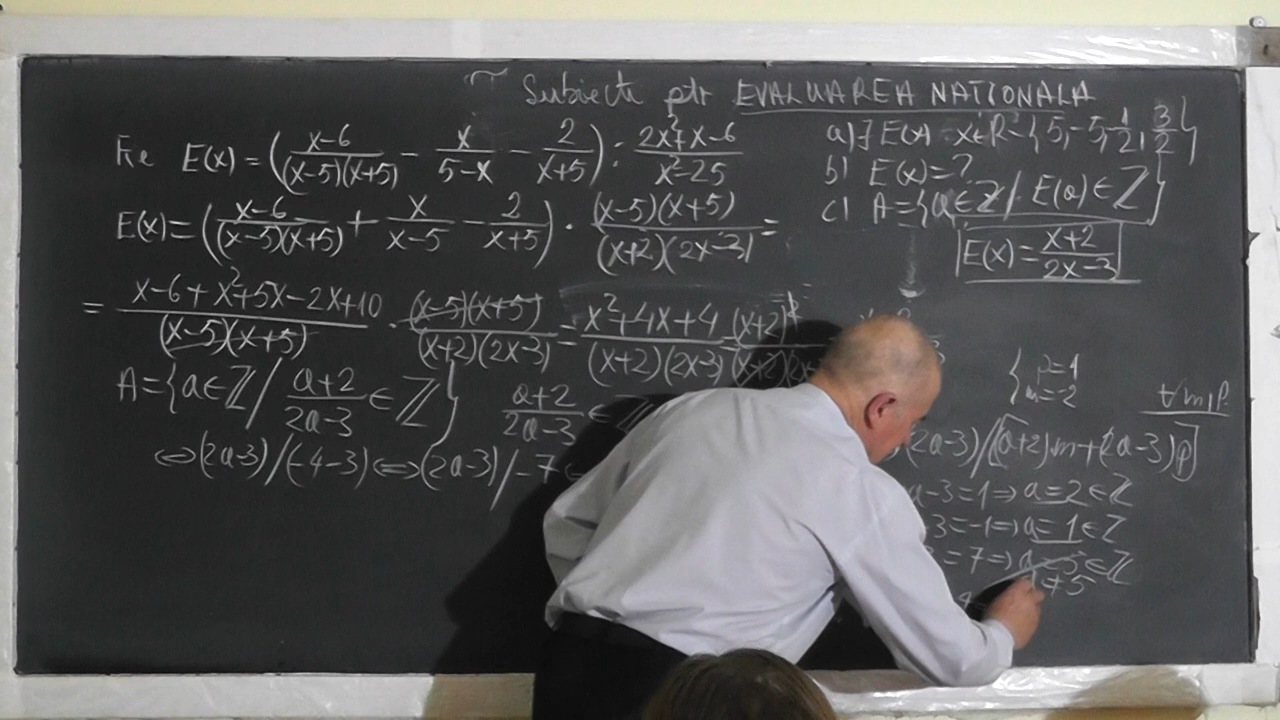 Subiecte ptr EVALUAREA NATIONALA
Fie E(x) = ((x-6)/((x-5)(x+5)) - x/(5-x) - 2/(x+5)) : (2x²+x-6)/(x²-25)
a) ∃ E(x) x∈R-{5,-5,-1/2,3/2}
b) E(x)=?
c) A={a∈Z / E(a)∈Z}
E(x) = ((x-6)/((x-5)(x+5)) + x/(x-5) - 2/(x+5)) · ((x-5)(x+5))/((x+2)(2x-3)) =
E(x) = (x+2)/(2x-3)
= (x-6+x²+5x-2x+10)/((x-5)(x+5)) · ((x-5)(x+5))/((x+2)(2x-3)) = (x²+4x+4)/((x+2)(2x-3)) (x+2)²
A={a∈Z / (a+2)/(2a-3) ∈Z} (a+2)/(2a-3) ∈
{p=1
m=-2
∀ m,p
(2a-3)/(a+2)m+(2a-3)p
⇔(2a-3)/(-4-3)⇔(2a-3)/-7
a-3=1⇒a=2∈Z
3=-1⇒a=1∈Z
=7⇒a=5∈Z